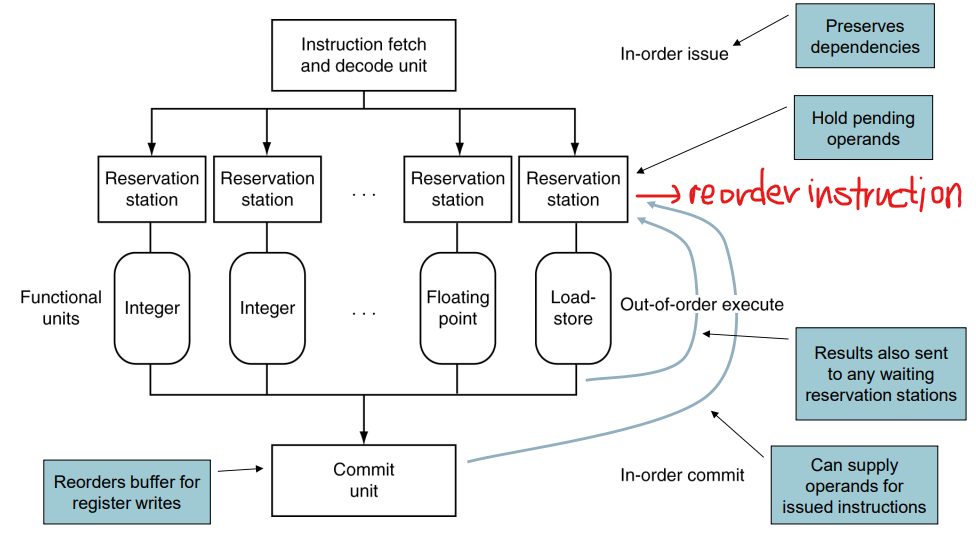 Instruction fetch
and decode unit
In-order issue
Preserves
dependencies
Hold pending
operands
Reservation
station
Reservation
station
. . .
Reservation
station
Reservation
station
reorder instruction
Functional
units
Integer
Integer
. . .
Floating
point
Load-
store
Out-of-order execute
Results also sent
to any waiting
reservation stations
Reorders buffer for
register writes
Commit
unit
In-order commit
Can supply
operands for
issued instructions